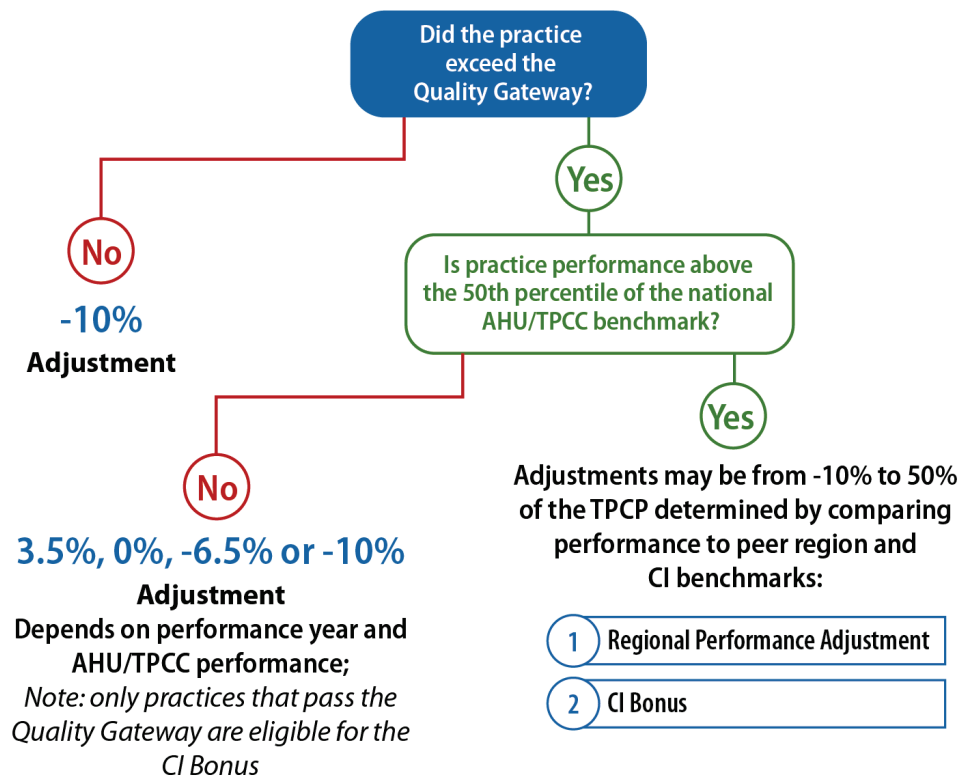 Did the practice
exceed the
Quality Gateway?
Yes
No
-10%
Adjustment
Is practice performance above
the 50th percentile of the national
AHU/TPCC benchmark?
No
3.5%, 0%, -6.5% or -10%
Adjustment
Depends on performance year and
AHU/TPCC performance;
Note: only practices that pass the
Quality Gateway are eligible for the
CI Bonus
Yes
Adjustments may be from -10% to 50%
of the TPCP determined by comparing
performance to peer region and
CI benchmarks:
1 Regional Performance Adjustment
2 CI Bonus